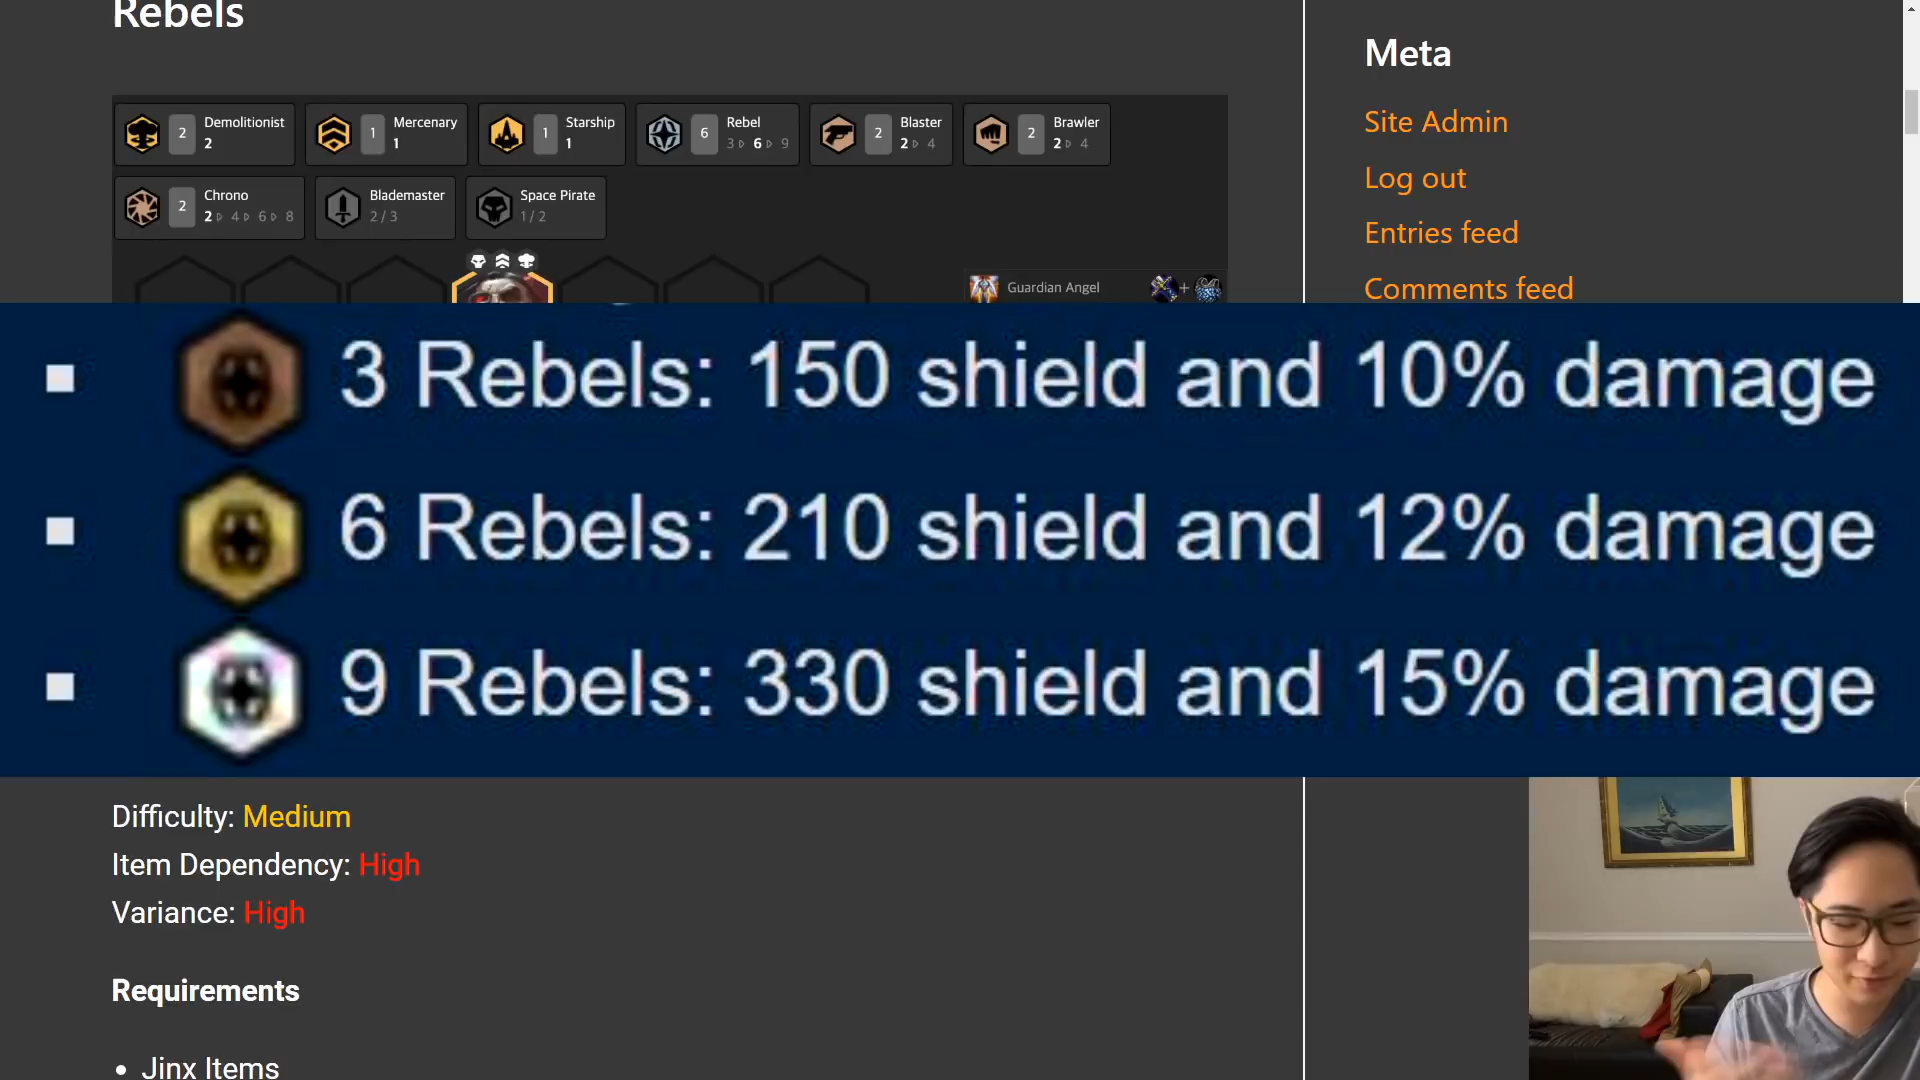 Rebels
2 Demolitionist 2
1 Mercenary 1
1 Starship 1
6 Rebel 3 ▹ 6 ▹ 9
2 Blaster 2 ▹ 4
2 Brawler 2 ▹ 4
2 Chrono 2 ▹ 4 ▹ 6 ▹ 8
Blademaster 2 / 3
Space Pirate 1 / 2
Guardian Angel +
Meta
Site Admin
Log out
Entries feed
Comments feed
▪ 3 Rebels: 150 shield and 10% damage
▪ 6 Rebels: 210 shield and 12% damage
▪ 9 Rebels: 330 shield and 15% damage
Difficulty: Medium
Item Dependency: High
Variance: High
Requirements
• Jinx Items